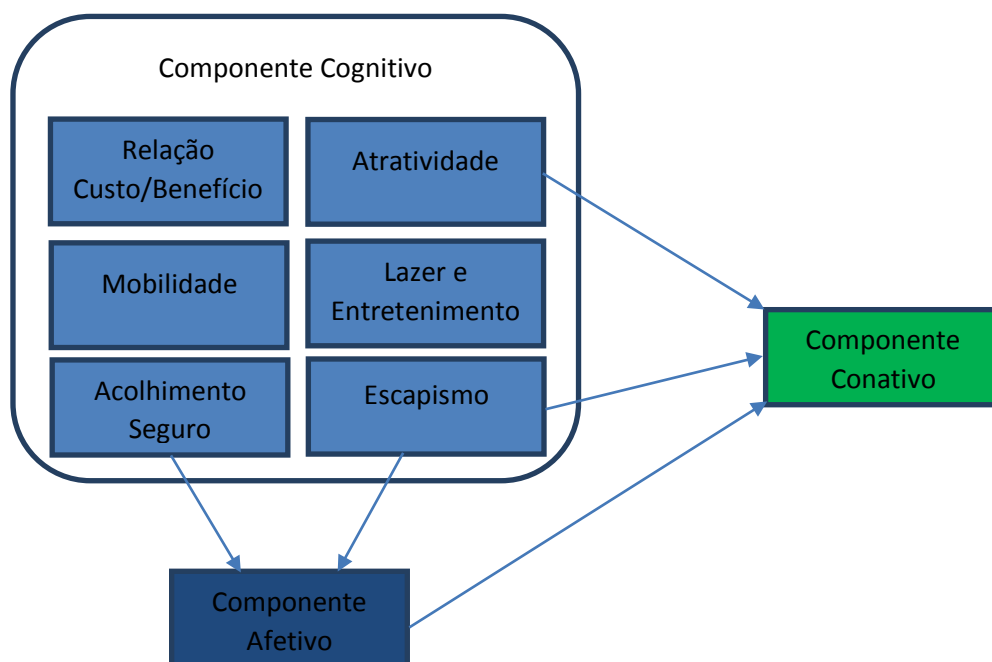 Componente Cognitivo
Relação
Custo/Benefício
Atratividade
Mobilidade
Lazer e
Entretenimento
Acolhimento
Seguro
Escapismo
Componente
Conativo
Componente
Afetivo